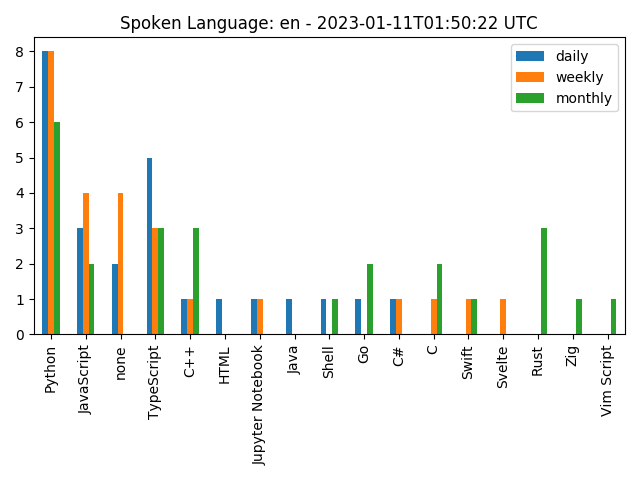 Spoken Language: en - 2023-01-11T01:50:22 UTC
daily
weekly
monthly
8
7
6
5
4
3
2
1
0
Python
JavaScript
none
TypeScript
C++
HTML
Jupyter Notebook
Java
Shell
Go
C#
C
Swift
Svelte
Rust
Zig
Vim Script